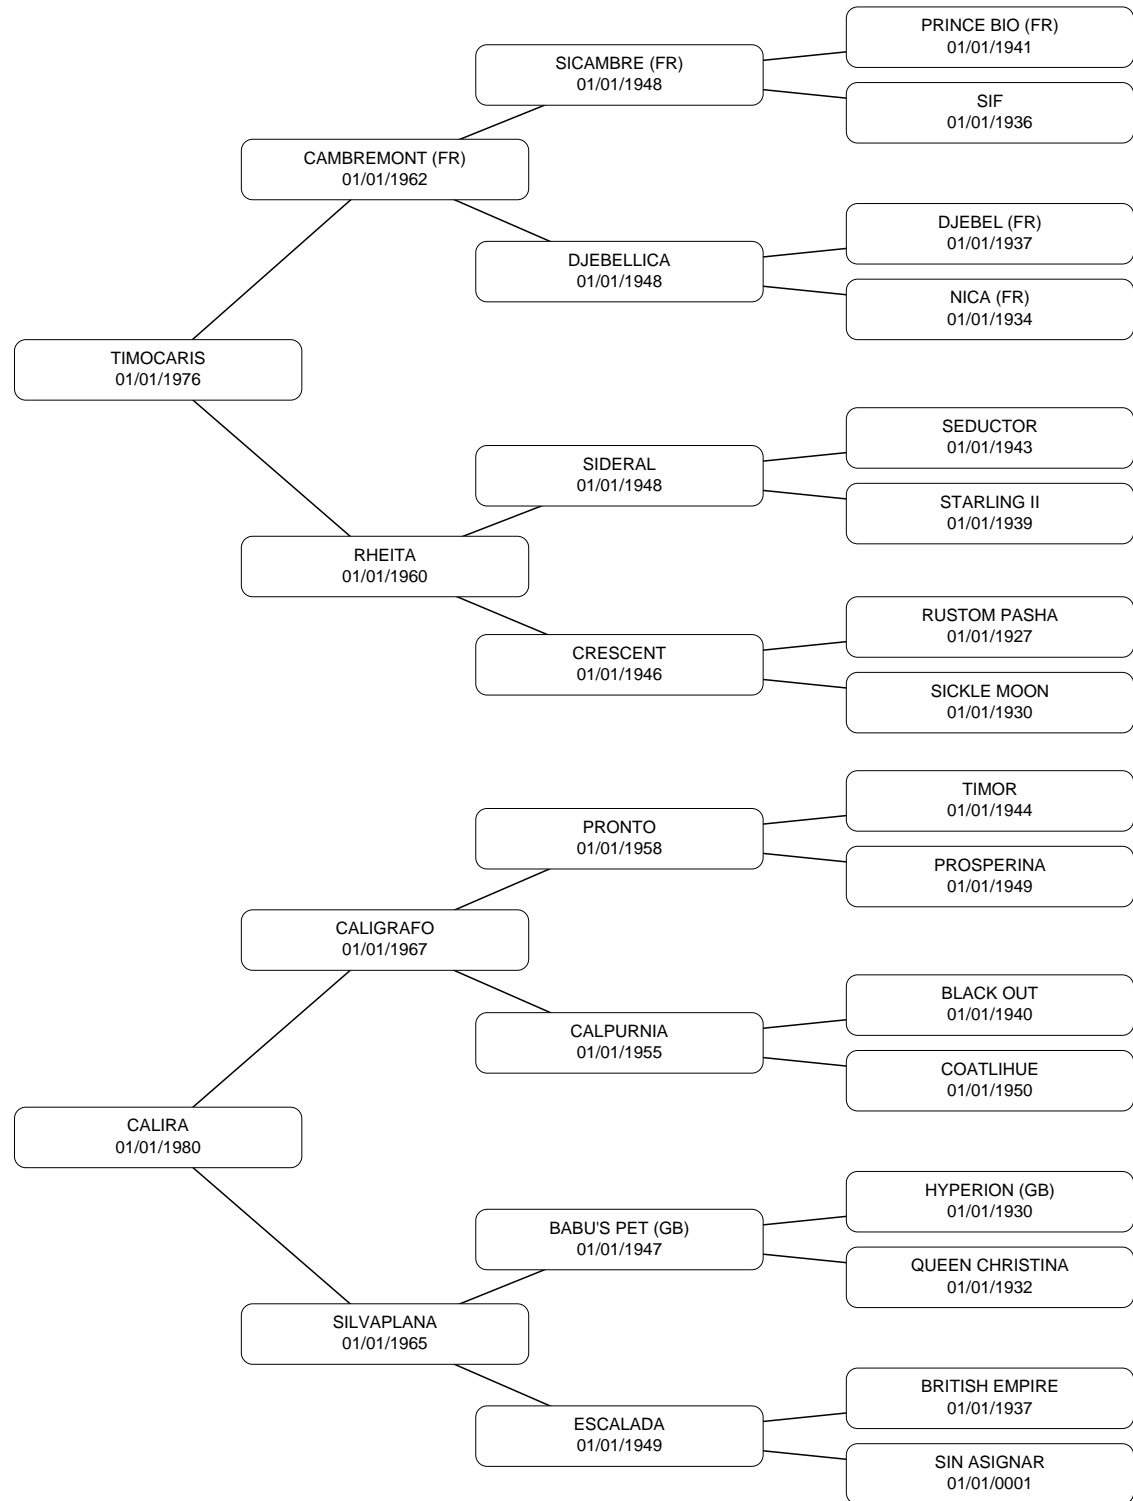 PRINCE BIO (FR)
01/01/1941
SICAMBRE (FR)
01/01/1948
SIF
01/01/1936
CAMBREMONT (FR)
01/01/1962
DJEBEL (FR)
01/01/1937
DJEBELLICA
01/01/1948
NICA (FR)
01/01/1934
TIMOCARIS
01/01/1976
SEDUCTOR
01/01/1943
SIDERAL
01/01/1948
STARLING II
01/01/1939
RHEITA
01/01/1960
RUSTOM PASHA
01/01/1927
CRESCENT
01/01/1946
SICKLE MOON
01/01/1930
TIMOR
01/01/1944
PRONTO
01/01/1958
PROSPERINA
01/01/1949
CALIGRAFO
01/01/1967
BLACK OUT
01/01/1940
CALPURNIA
01/01/1955
COATLIHUE
01/01/1950
CALIRA
01/01/1980
HYPERION (GB)
01/01/1930
BABU'S PET (GB)
01/01/1947
QUEEN CHRISTINA
01/01/1932
SILVAPLANA
01/01/1965
BRITISH EMPIRE
01/01/1937
ESCALADA
01/01/1949
SIN ASIGNAR
01/01/0001